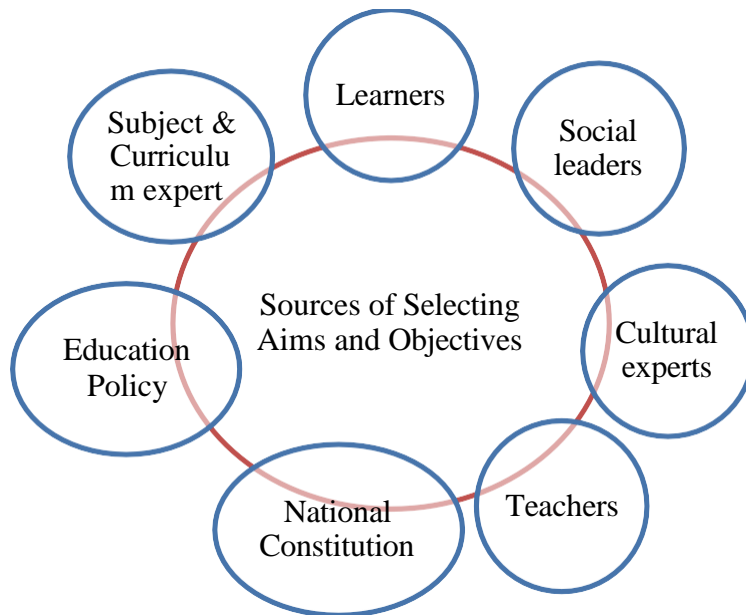 Learners
Social
leaders
Cultural
experts
Teachers
National
Constitution
Education
Policy
Subject &
Curriculu
m expert
Sources of Selecting
Aims and Objectives